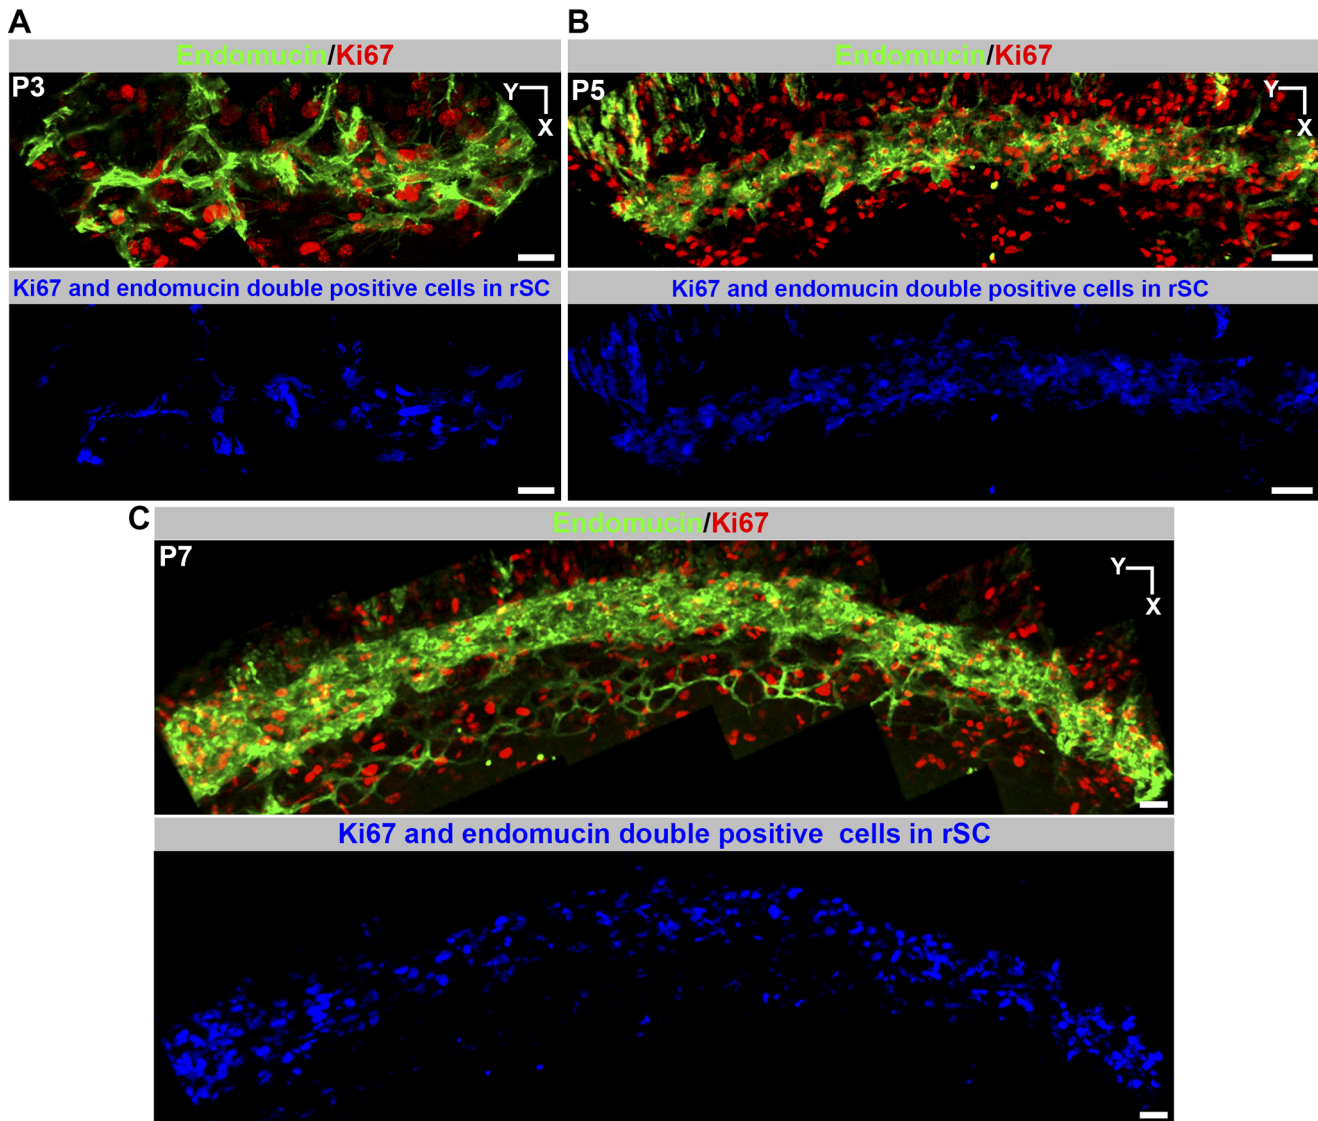 A
Endomucin/Ki67
P3
Y
X
Ki67 and endomucin double positive cells in rSC
B
Endomucin/Ki67
P5
Y
X
Ki67 and endomucin double positive cells in rSC
C
Endomucin/Ki67
P7
Y
X
Ki67 and endomucin double positive cells in rSC